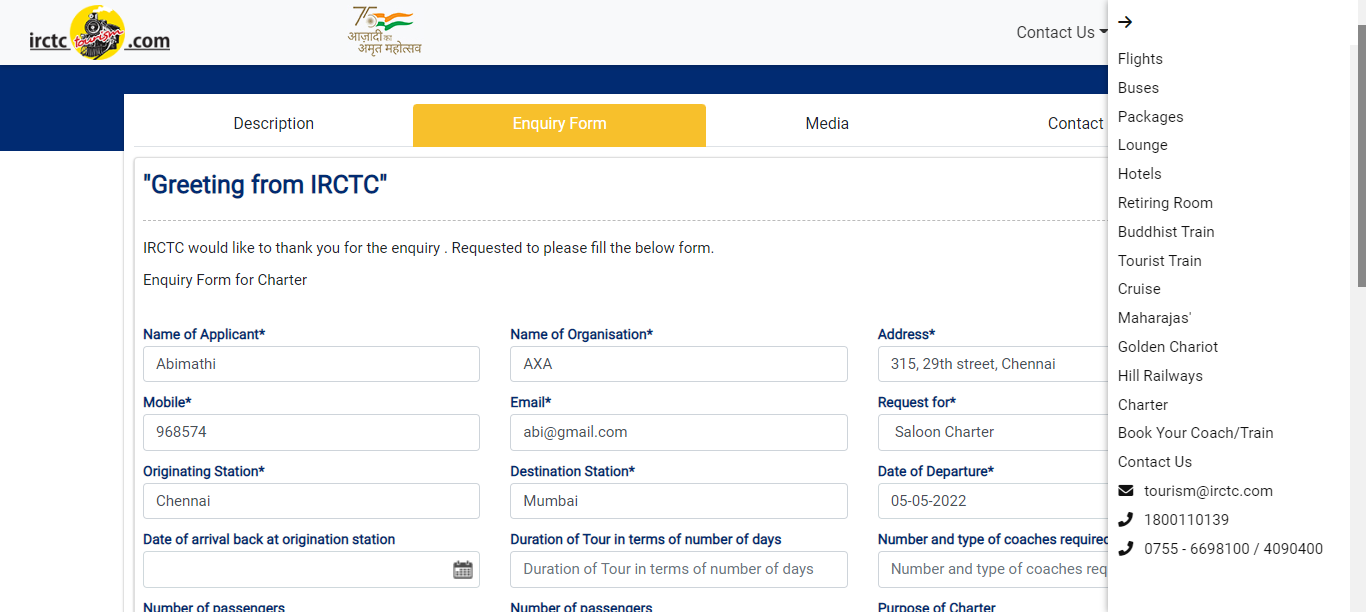 irctc tourism .com
75
आज़ादी का
अमृत महोत्सव
Contact Us
Description
Enquiry Form
Media
Contact
"Greeting from IRCTC"
IRCTC would like to thank you for the enquiry . Requested to please fill the below form.
Enquiry Form for Charter
Name of Applicant*
Name of Organisation*
Address*
Abimathi
AXA
315, 29th street, Chennai
Mobile*
Email*
Request for*
968574
abi@gmail.com
Saloon Charter
Originating Station*
Destination Station*
Date of Departure*
Chennai
Mumbai
05-05-2022
Date of arrival back at origination station
Duration of Tour in terms of number of days
Number and type of coaches required
Duration of Tour in terms of number of days
Number and type of coaches req
Number of passengers
Number of passengers
Purpose of Charter
Flights
Buses
Packages
Lounge
Hotels
Retiring Room
Buddhist Train
Tourist Train
Cruise
Maharajas'
Golden Chariot
Hill Railways
Charter
Book Your Coach/Train
Contact Us
tourism@irctc.com
1800110139
0755 - 6698100 / 4090400